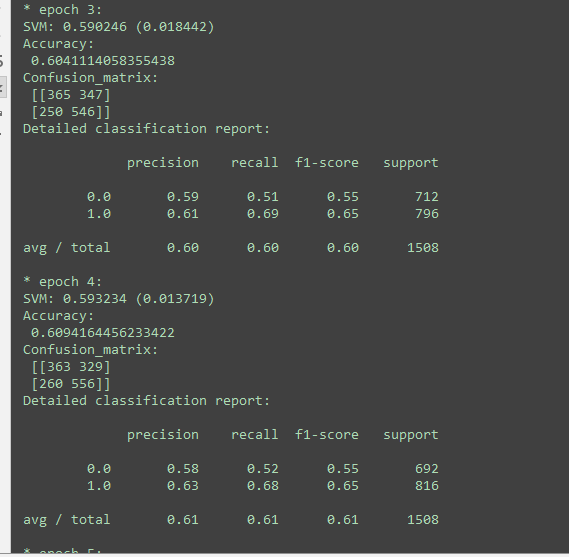 * epoch 3:
SVM: 0.590246 (0.018442)
Accuracy:
0.6041114058355438
Confusion_matrix:
[[365 347]
[250 546]]
Detailed classification report:
precision recall f1-score support
0.0 0.59 0.51 0.55 712
1.0 0.61 0.69 0.65 796
avg / total 0.60 0.60 0.60 1508
* epoch 4:
SVM: 0.593234 (0.013719)
Accuracy:
0.6094164456233422
Confusion_matrix:
[[363 329]
[260 556]]
Detailed classification report:
precision recall f1-score support
0.0 0.58 0.52 0.55 692
1.0 0.63 0.68 0.65 816
avg / total 0.61 0.61 0.61 1508
* epoch 5: